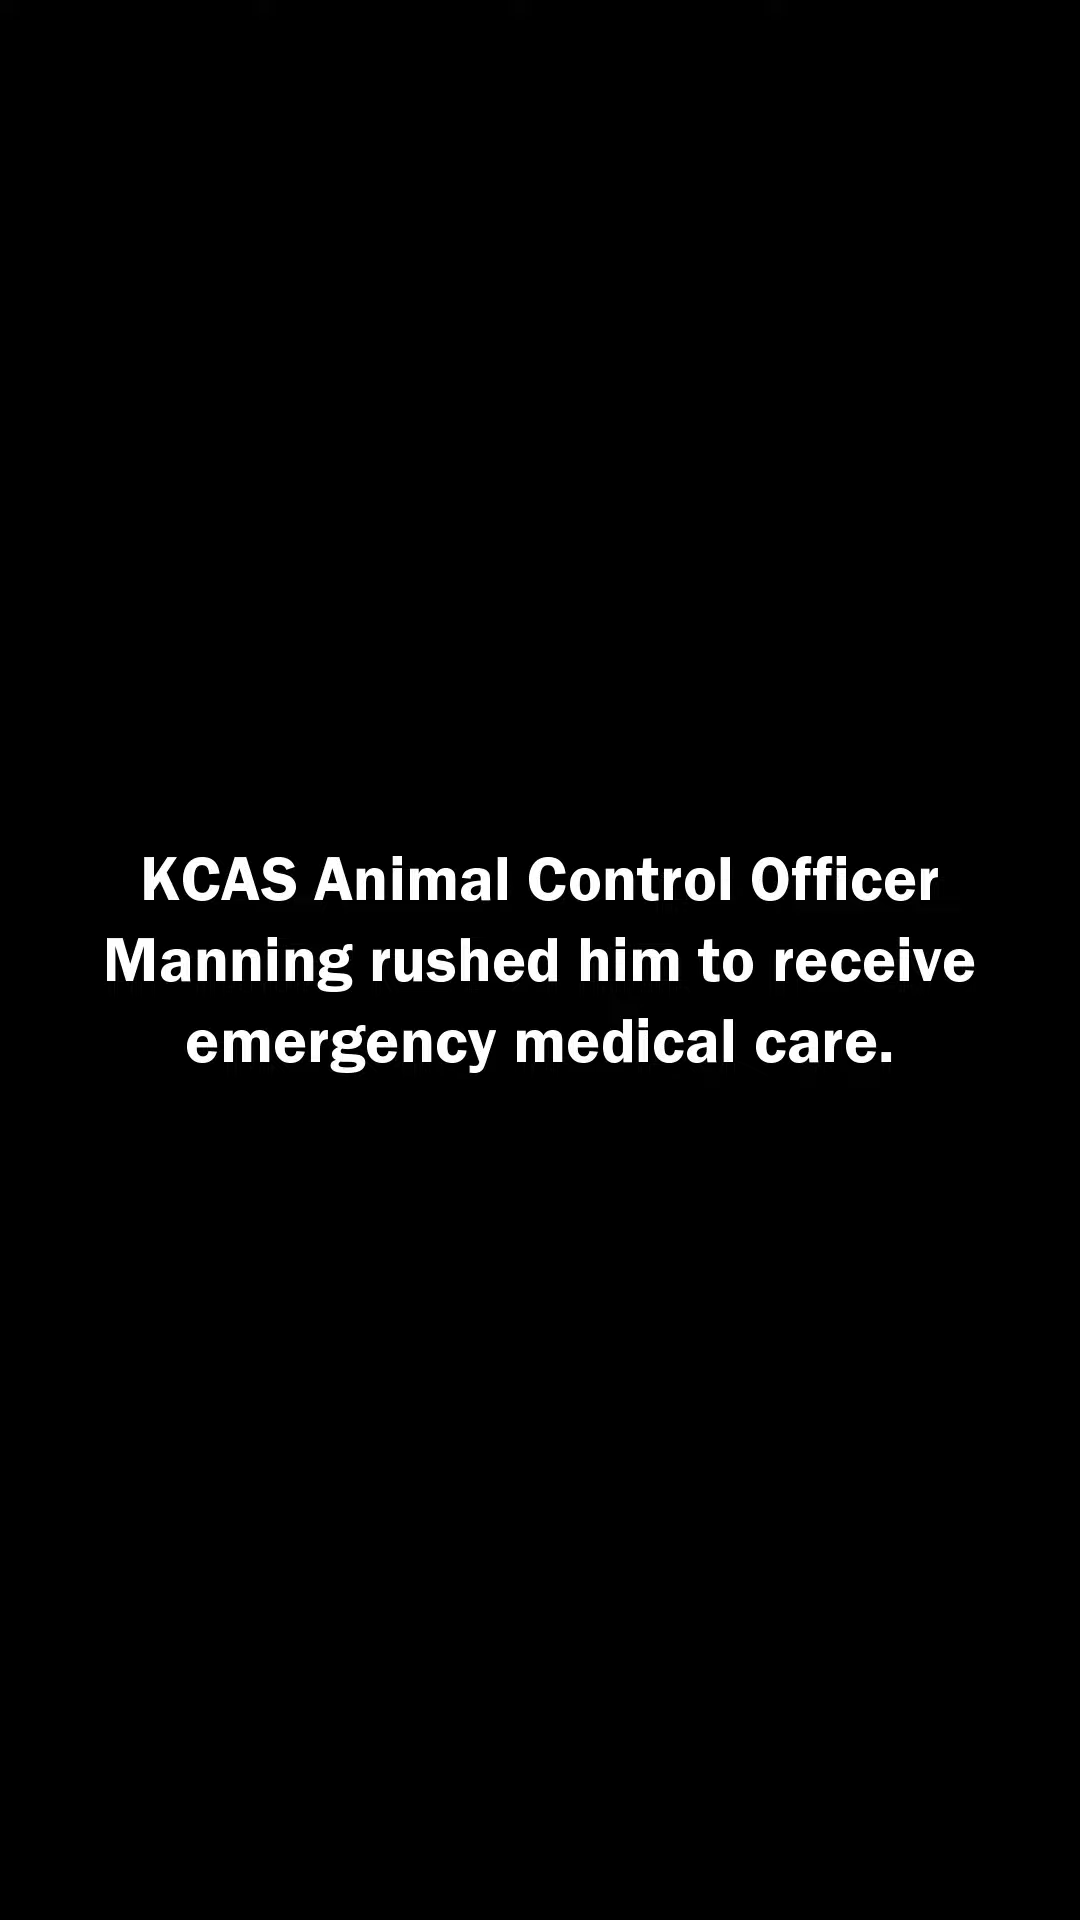 KCAS Animal Control Officer
Manning rushed him to receive
emergency medical care.